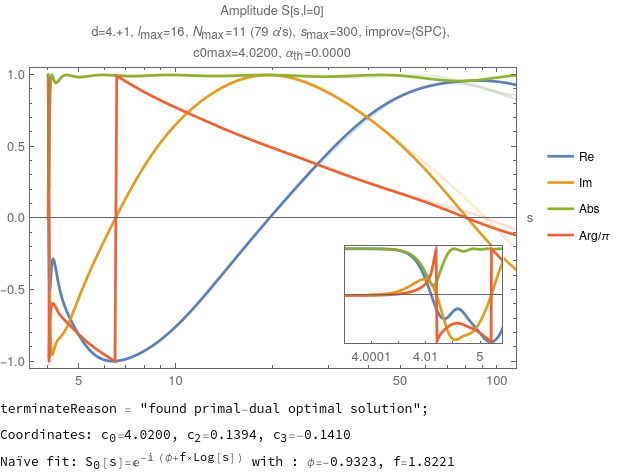 Amplitude S[s,l=0]
d=4.+1, lmax=16, Nmax=11 (79 α's), smax=300, improv={SPC},
c0max=4.0200, αth=0.0000
1.0
0.5
0.0
-0.5
-1.0
5
10
50
100
s
Re
Im
Abs
Arg/π
4.0001
4.01
5
terminateReason = "found primal-dual optimal solution";
Coordinates: c0=4.0200, c2=0.1394, c3=-0.1410
Naïve fit: S0[s]=e^-i (ϕ+f×Log[s]) with : ϕ=-0.9323, f=1.8221